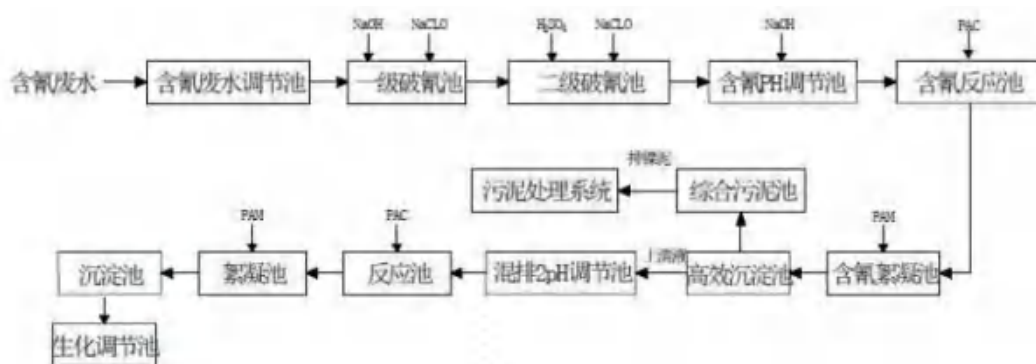 NaOH NaCLO H₂SO₄ NaCLO NaOH PAC
含氰废水 含氰废水调节池 一级破氰池 二级破氰池 含氰PH调节池 含氰反应池
污泥处理系统 综合污泥池
PAM PAC 上清液 PAM
沉淀池 絮凝池 反应池 混排2pH调节池 高效沉淀池 含氰絮凝池
生化调节池